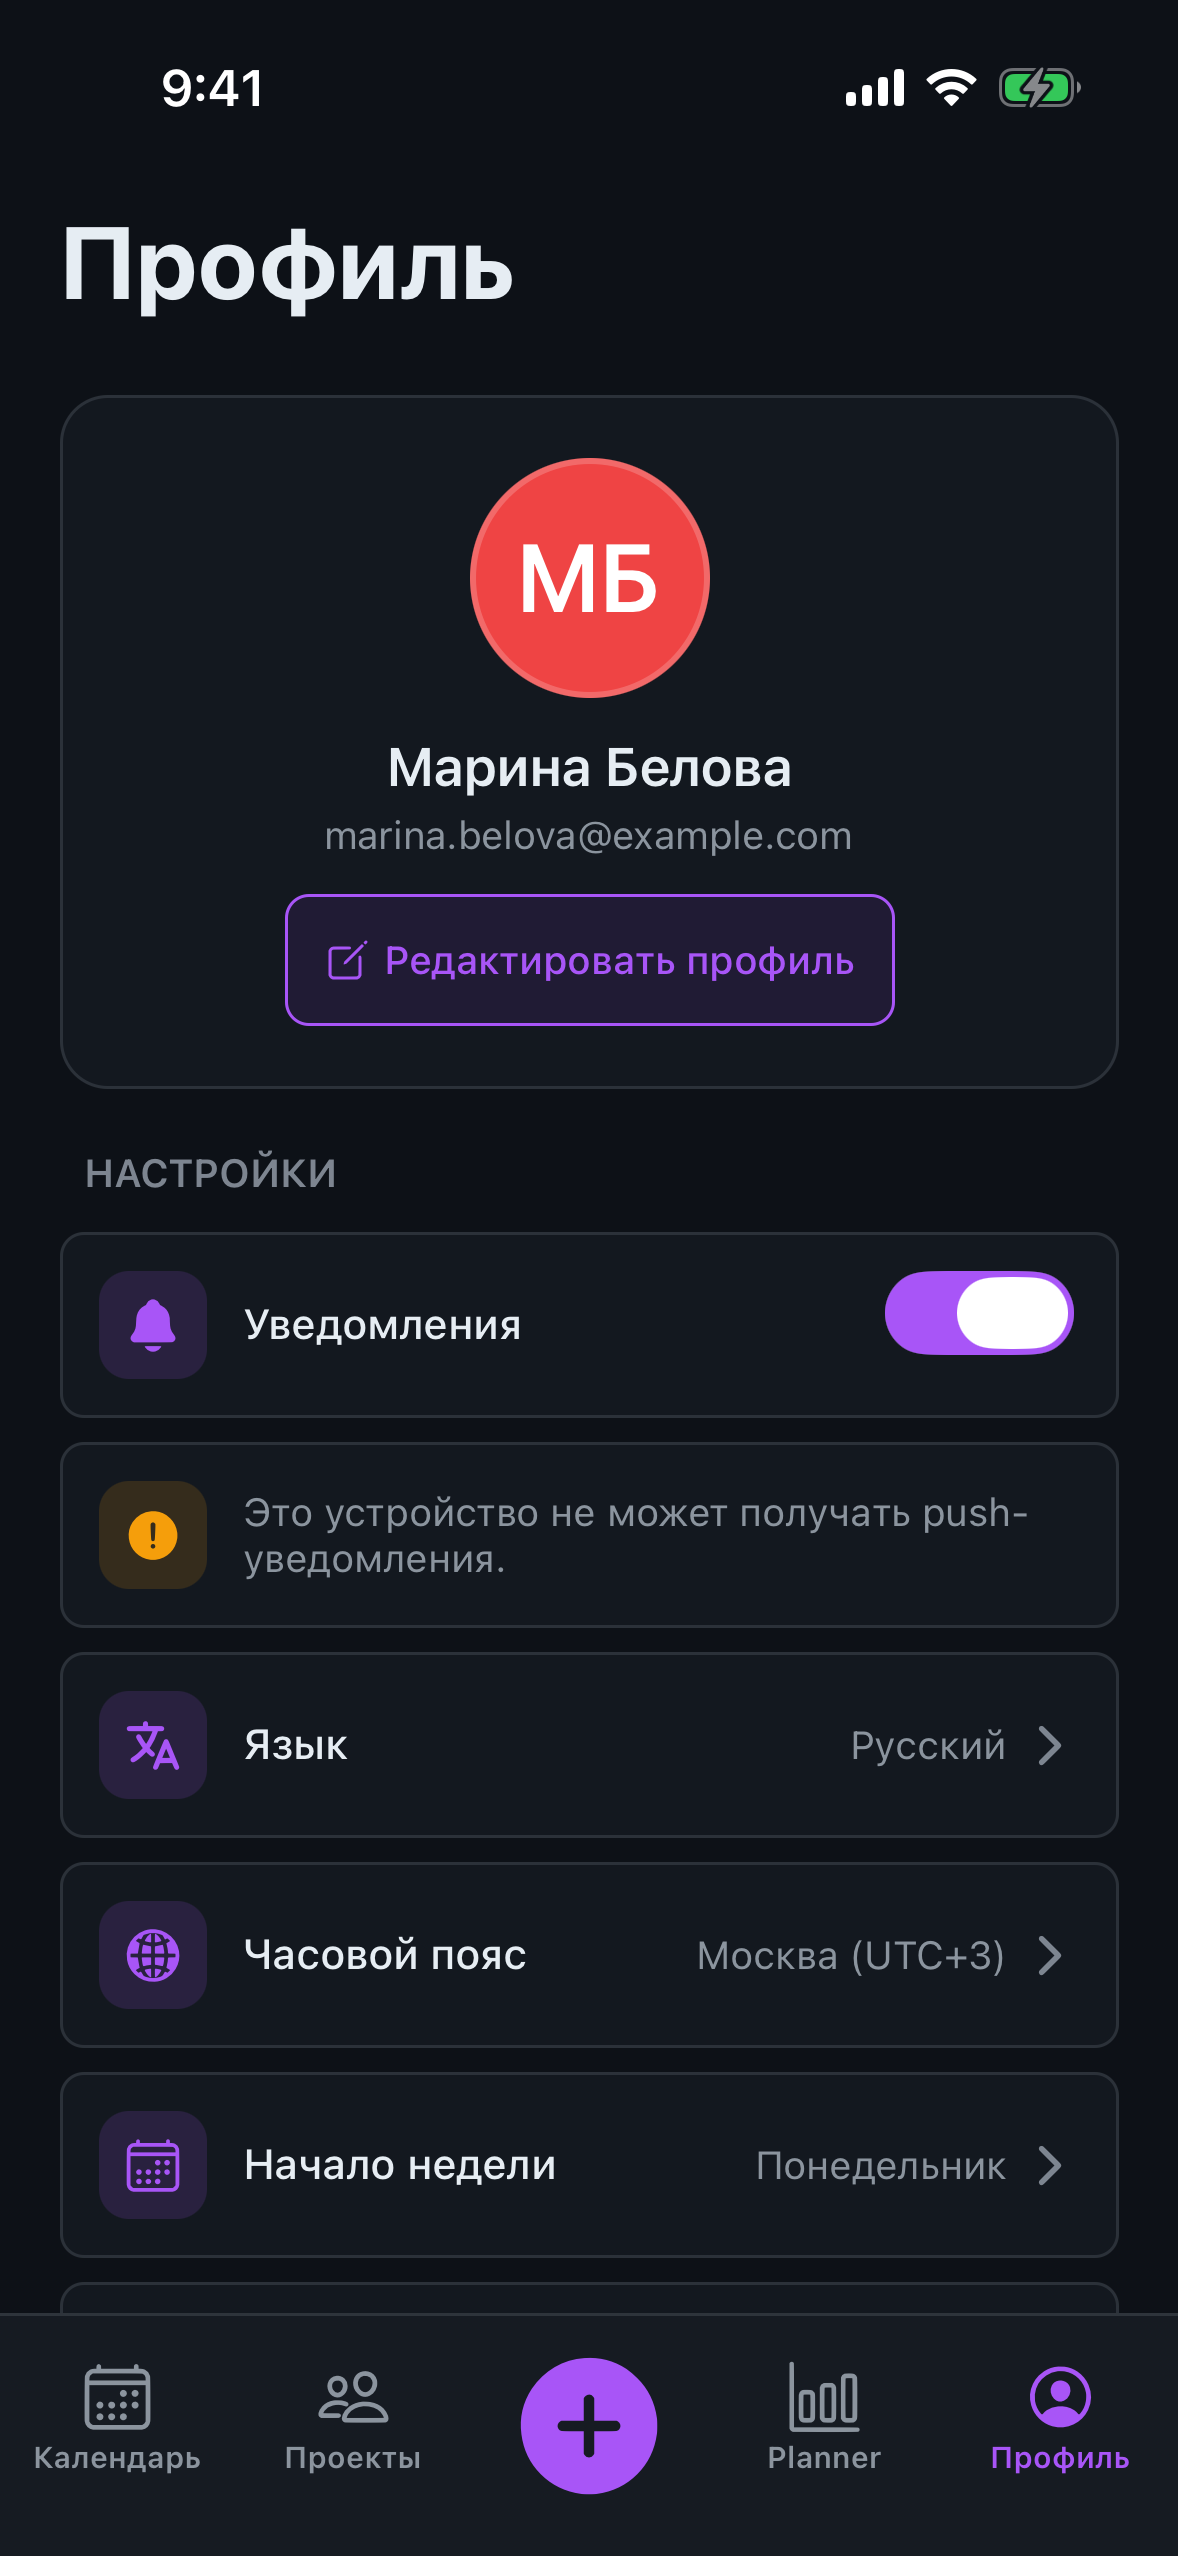 9:41
Профиль
МБ
Марина Белова
marina.belova@example.com
Редактировать профиль
НАСТРОЙКИ
Уведомления
Это устройство не может получать push-
уведомления.
Язык
Русский
Часовой пояс
Москва (UTC+3)
Начало недели
Понедельник
Календарь
Проекты
Planner
Профиль